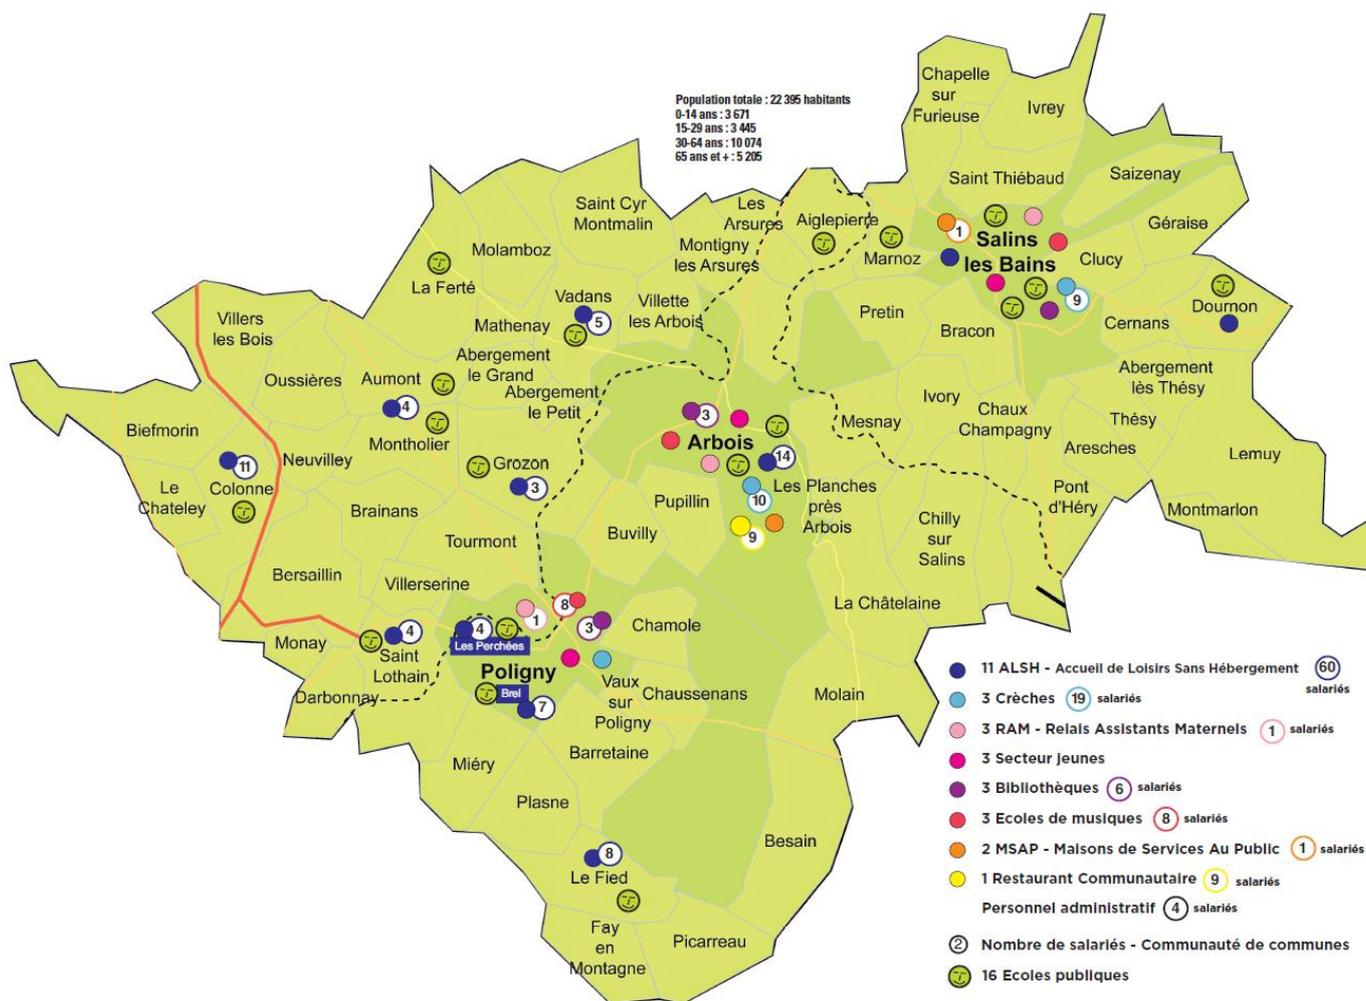 Population totale : 22 395 habitants
0-14 ans : 3 671
15-29 ans : 3 445
30-64 ans : 10 074
65 ans et + : 5 205
Chapelle
sur
Furieuse
Ivrey
Saint Thiébaud
Saizenay
Géraise
1
Salins
les Bains
Clucy
9
Marnoz
Aiglepierre
Les
Arsures
Montigny
les Arsures
Saint Cyr
Montmalin
Molamboz
La Ferté
Vadans
5
Villette
les Arbois
Mathenay
Abergement
le Grand
Abergement
le Petit
Pretin
Bracon
Cernans
Dournon
Abergement
lès Thésy
Thésy
Ivory
Chaux
Champagny
Aresches
Lemuy
Pont
d'Héry
Montmarlon
Villers
les Bois
Oussières
Aumont
4
Montholier
Biefmorin
11
Colonne
Le
Chateley
Neuvilley
Grozon
3
Brainans
Tourmont
Bersaillin
Villerserine
3
Arbois
14
10
9
Mesnay
Les Planches
près
Arbois
Pupillin
Buvilly
Chilly
sur
Salins
La Châtelaine
Monay
4
Saint
Lothain
Darbonnay
4
Les Perchées
1
8
3
Poligny
Brel
7
Chamole
Vaux
sur
Poligny
Chaussenans
Molain
Barretaine
Miéry
Plasne
Besain
8
Le Fied
Fay
en
Montagne
Picarreau
11 ALSH - Accueil de Loisirs Sans Hébergement 60
salariés
3 Crèches 19 salariés
3 RAM - Relais Assistants Maternels 1 salariés
3 Secteur jeunes
3 Bibliothèques 6 salariés
3 Ecoles de musiques 8 salariés
2 MSAP - Maisons de Services Au Public 1 salariés
1 Restaurant Communautaire 9 salariés
Personnel administratif 4 salariés
2 Nombre de salariés - Communauté de communes
16 Ecoles publiques